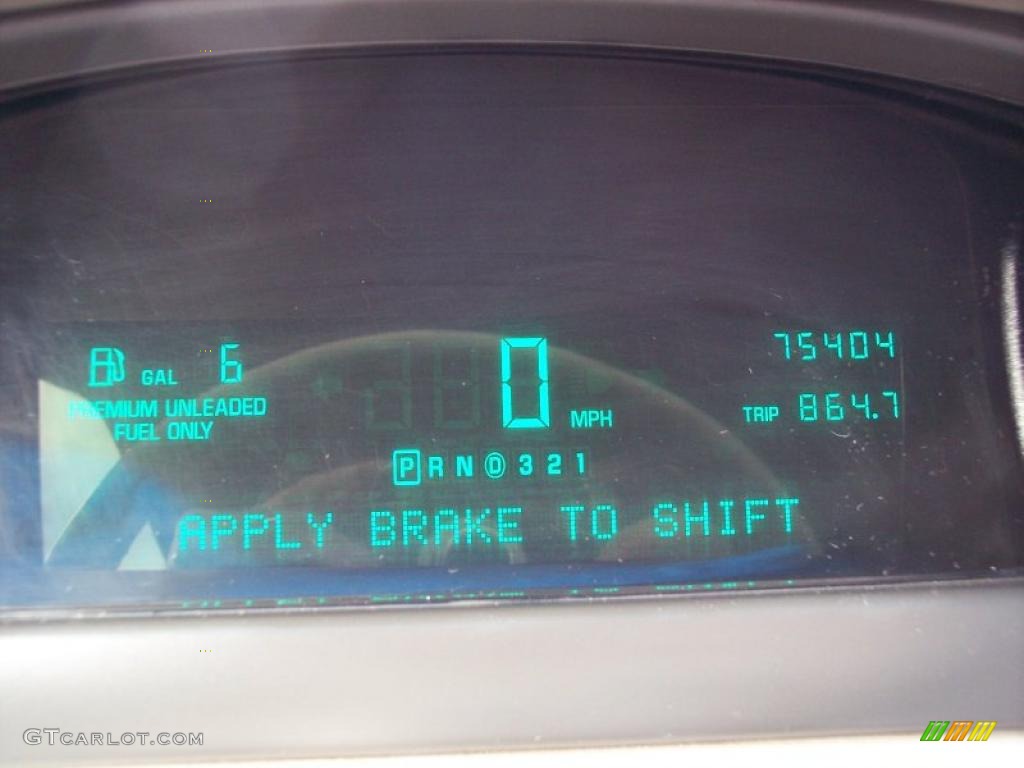 GAL 6
PREMIUM UNLEADED
FUEL ONLY
0 MPH
75404
TRIP 864.7
P R N D 3 2 1
APPLY BRAKE TO SHIFT
GTCARLOT.COM